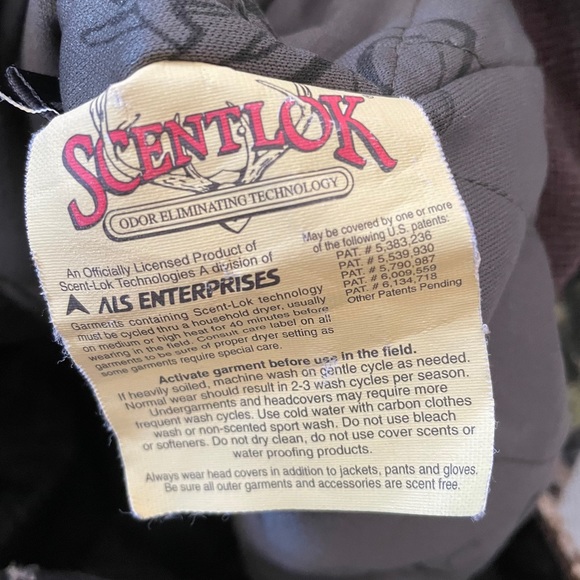 SCENTLOK
ODOR ELIMINATING TECHNOLOGY
An Officially Licensed Product of
Scent-Lok Technologies A division of
ALS ENTERPRISES
May be covered by one or more
of the following U.S. patents:
PAT. # 5,383,236
PAT. # 5,539,930
PAT. # 5,790,987
PAT. # 6,009,559
PAT. # 6,134,718
Other Patents Pending
Garments containing Scent-Lok technology
must be cycled thru a household dryer, usually
on medium or high heat for 40 minutes before
wearing in the field. Consult care label on all
garments to be sure of proper dryer setting as
some garments require special care.
Activate garment before use in the field.
If heavily soiled, machine wash on gentle cycle as needed.
Normal wear should result in 2-3 wash cycles per season.
Undergarments and headcovers may require more
frequent wash cycles. Use cold water with carbon clothes
wash or non-scented sport wash. Do not use bleach
or softeners. Do not dry clean, do not use cover scents or
water proofing products.
Always wear head covers in addition to jackets, pants and gloves.
Be sure all outer garments and accessories are scent free.